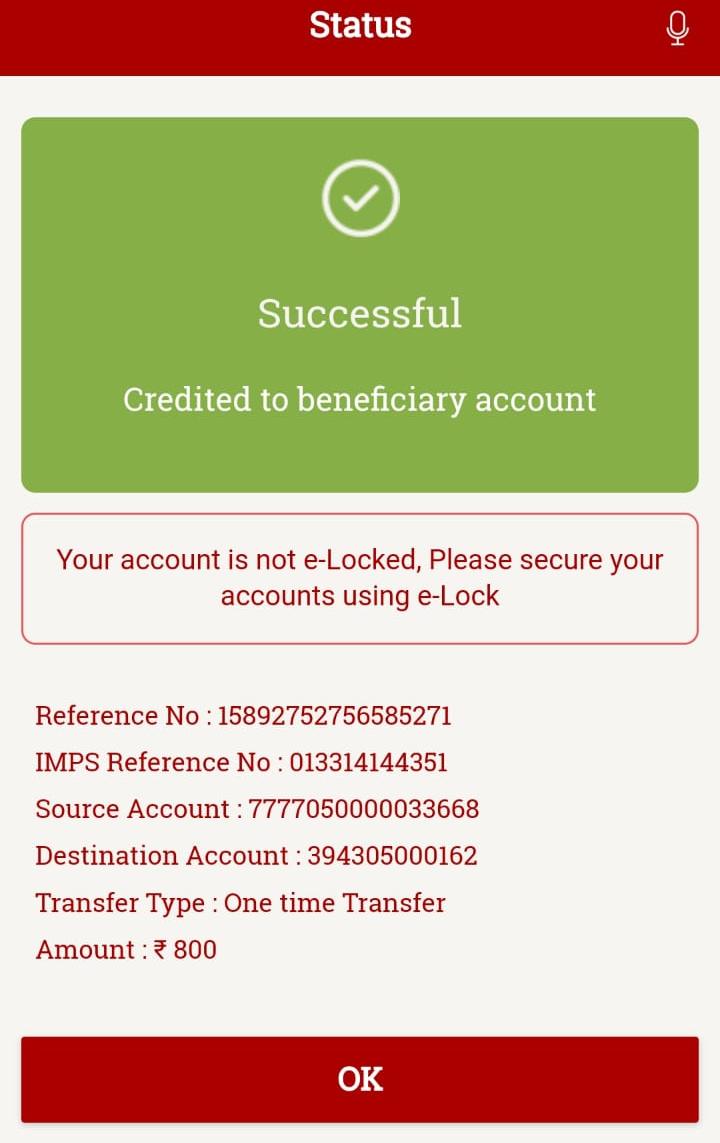 Status
Successful
Credited to beneficiary account
Your account is not e-Locked, Please secure your
accounts using e-Lock
Reference No : 15892752756585271
IMPS Reference No : 013314144351
Source Account : 7777050000033668
Destination Account : 394305000162
Transfer Type : One time Transfer
Amount : ₹ 800
OK